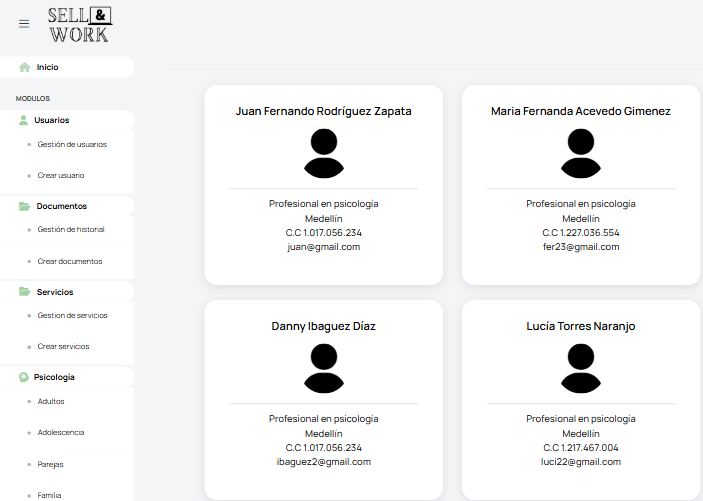 SELL &
WORK
Inicio
MODULOS
Usuarios
Gestión de usuarios
Crear usuario
Documentos
Gestión de historial
Crear documentos
Servicios
Gestion de servicios
Crear servicios
Psicología
Adultos
Adolescencia
Parejas
Familia
Juan Fernando Rodríguez Zapata
Profesional en psicología
Medellín
C.C 1.017.056.234
juan@gmail.com
Maria Fernanda Acevedo Gimenez
Profesional en psicología
Medellín
C.C 1.227.036.554
fer23@gmail.com
Danny Ibaguez Díaz
Profesional en psicología
Medellín
C.C 1.017.056.234
ibaguez2@gmail.com
Lucía Torres Naranjo
Profesional en psicología
Medellín
C.C 1.217.467.004
luci22@gmail.com